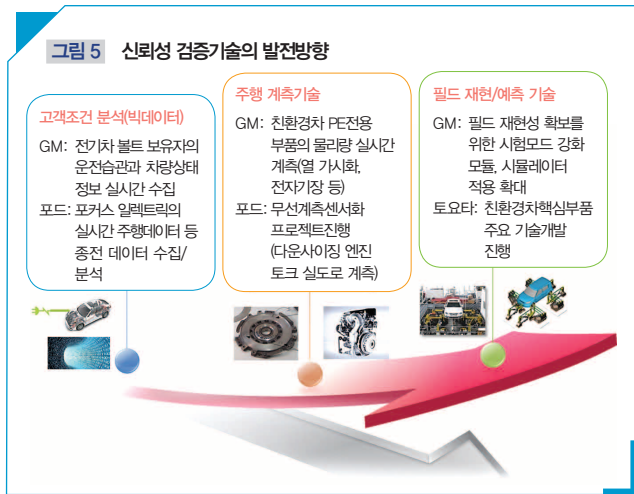 그림 5 신뢰성 검증기술의 발전방향
고객조건 분석(빅데이터)
GM: 전기차 볼트 보유자의
운전습관과 차량상태
정보 실시간 수집
포드: 포커스 일렉트릭의
실시간 주행데이터 등
종전 데이터 수집/
분석
주행 계측기술
GM: 친환경차 PE전용
부품의 물리량 실시간
계측(열 가시화,
전자기장 등)
포드: 무선계측센서화
프로젝트진행
(다운사이징 엔진
토크 실도로 계측)
필드 재현/예측 기술
GM: 필드 재현성 확보를
위한 시험모드 강화
모듈, 시뮬레이터
적용 확대
토요타: 친환경차핵심부품
주요 기술개발
진행